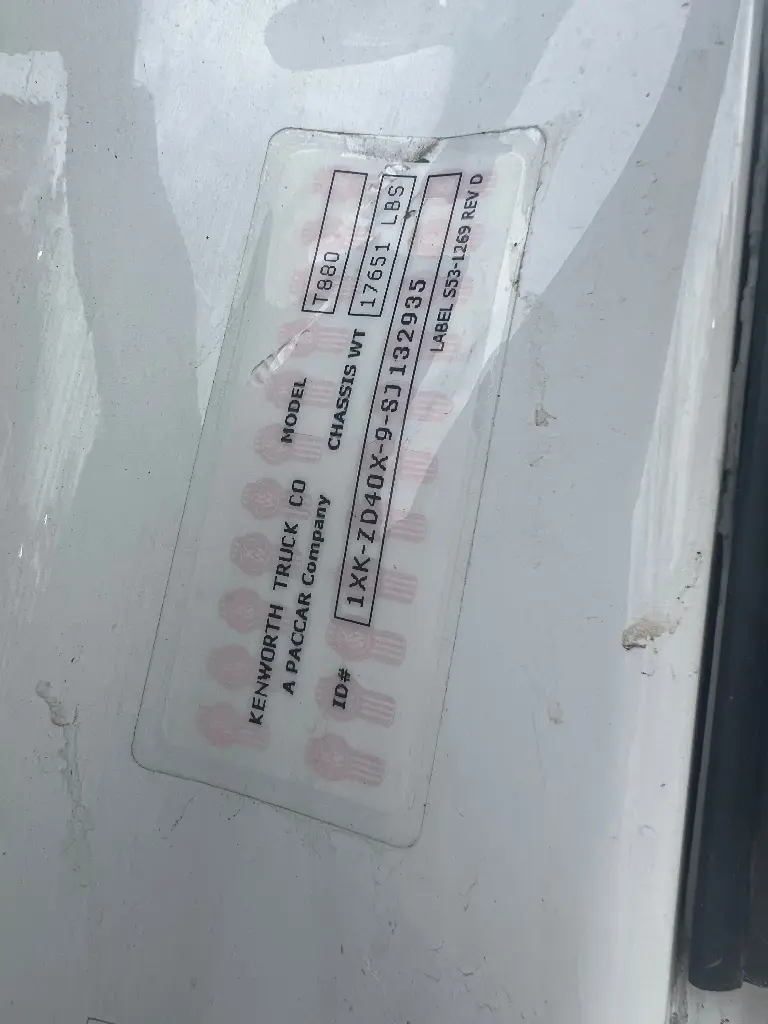 KENWORTH TRUCK CO
A PACCAR Company
MODEL T880
CHASSIS WT 17651 LBS
ID# 1XK-ZD40X-9-SJ132935
LABEL S53-1269 REV D